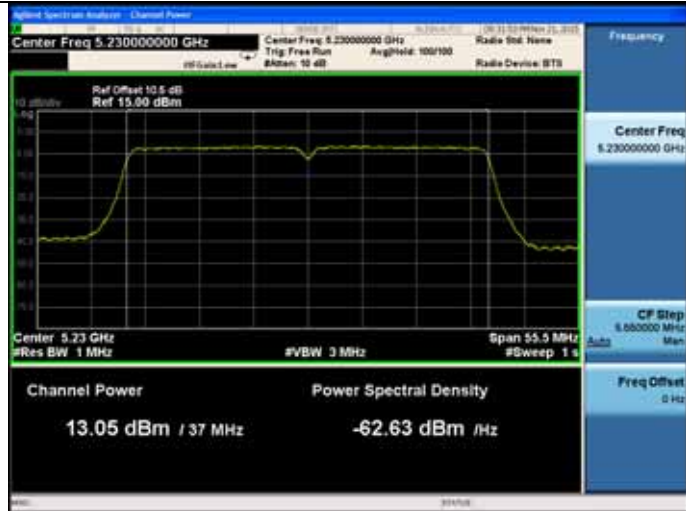 Agilent Spectrum Analyzer - Channel Power
Center Freq 5.230000000 GHz
Center Freq: 5.230000000 GHz
Radio Std: None
Trig: Free Run
Avg|Hold: 100/100
#IFGain:Low
#Atten: 10 dB
Radio Device: BTS
Ref Offset 10.5 dB
10 dB/div
Ref 15.00 dBm
Log
Center 5.23 GHz
Span 55.5 MHz
#Res BW 1 MHz
#VBW 3 MHz
#Sweep 1 s
Channel Power
Power Spectral Density
13.05 dBm / 37 MHz
-62.63 dBm /Hz
Frequency
Center Freq
5.230000000 GHz
CF Step
Auto
Man
Freq Offset
0 Hz
MSG
STATUS